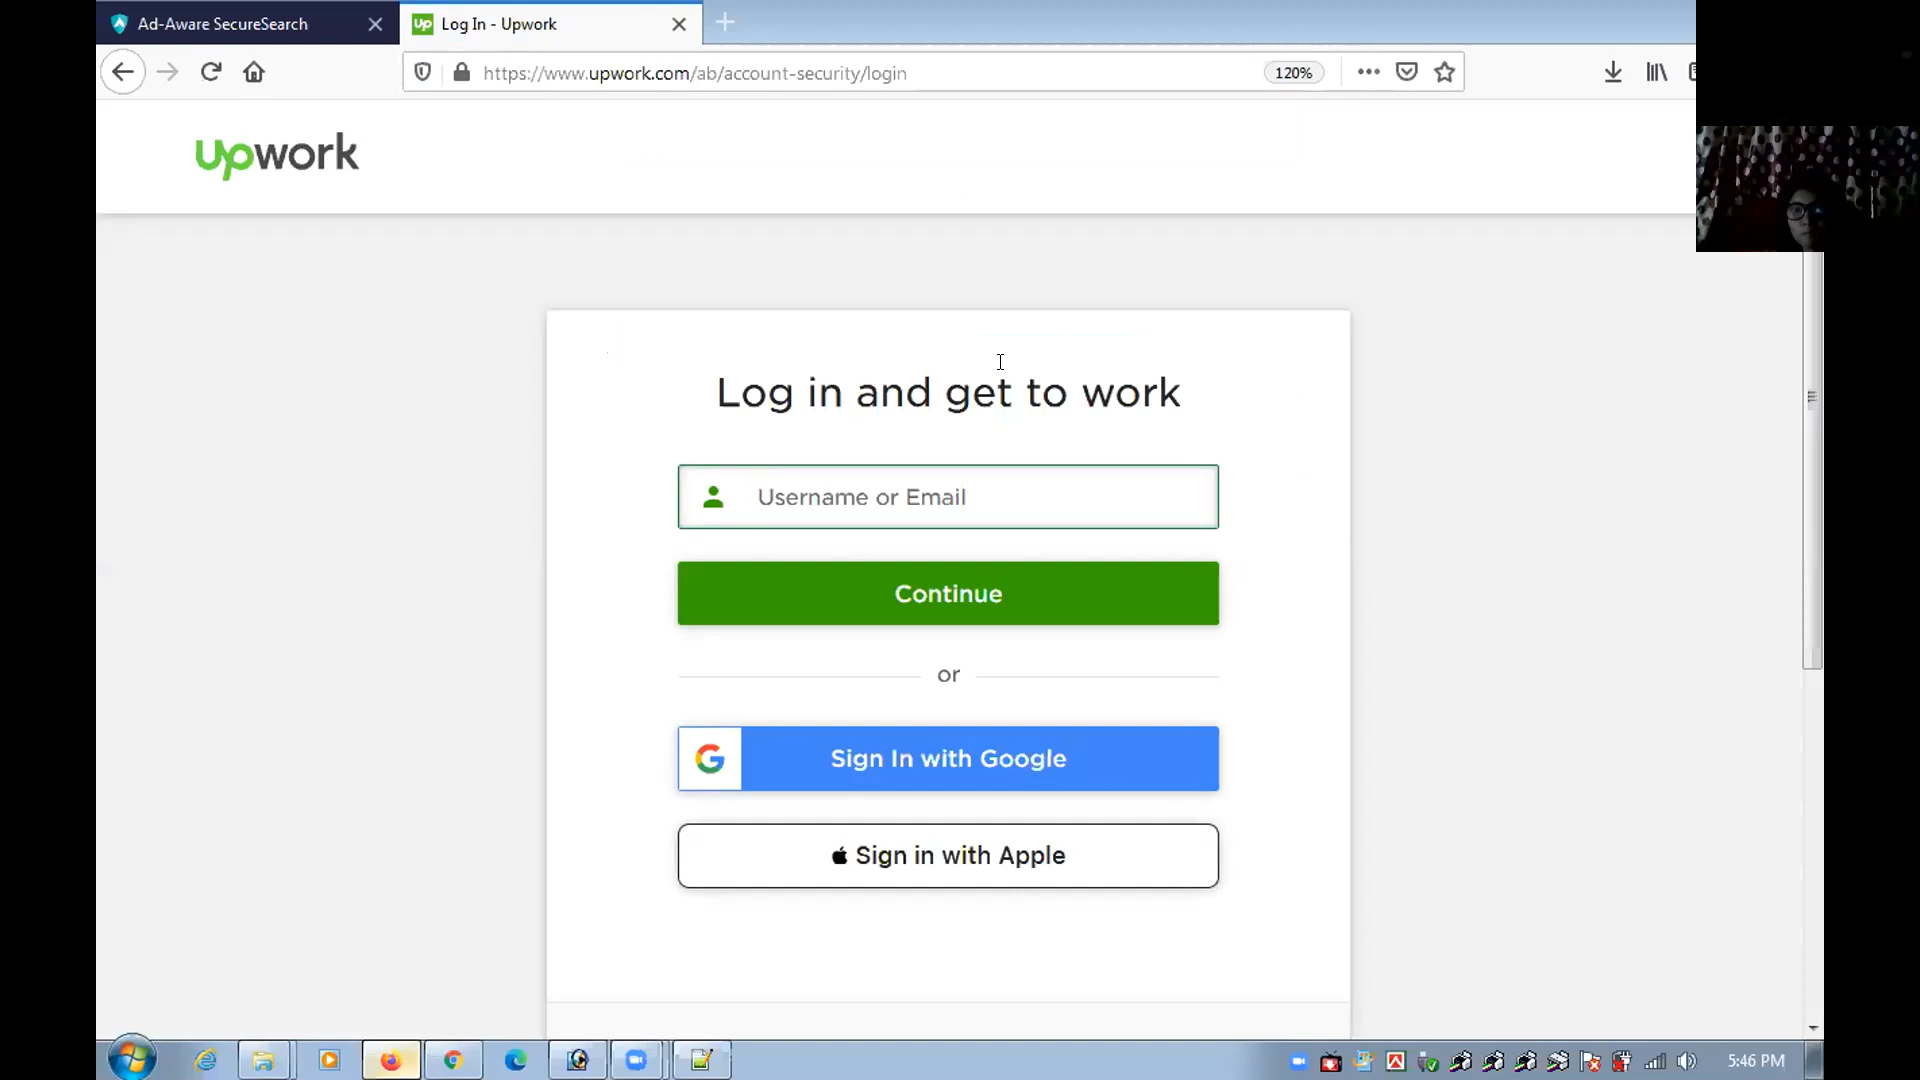 Ad-Aware SecureSearch
up Log In - Upwork
https://www.upwork.com/ab/account-security/login
120%
upwork
Log in and get to work
Username or Email
Continue
or
G Sign In with Google
Sign in with Apple
5:46 PM